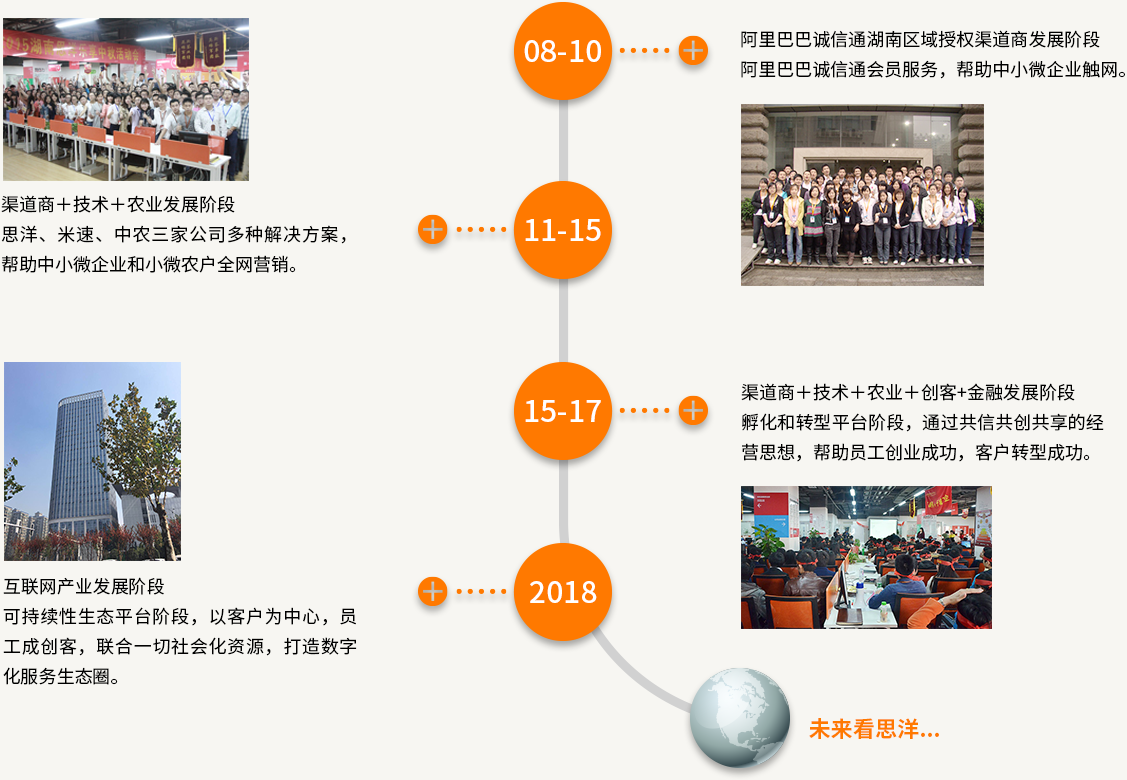 08-10
阿里巴巴诚信通湖南区域授权渠道商发展阶段
阿里巴巴诚信通会员服务，帮助中小微企业触网。
11-15
渠道商＋技术＋农业发展阶段
思洋、米速、中农三家公司多种解决方案，
帮助中小微企业和小微农户全网营销。
15-17
渠道商＋技术＋农业＋创客+金融发展阶段
孵化和转型平台阶段，通过共信共创共享的经
营思想，帮助员工创业成功，客户转型成功。
2018
互联网产业发展阶段
可持续性生态平台阶段，以客户为中心，员
工成创客，联合一切社会化资源，打造数字
化服务生态圈。
未来看思洋...